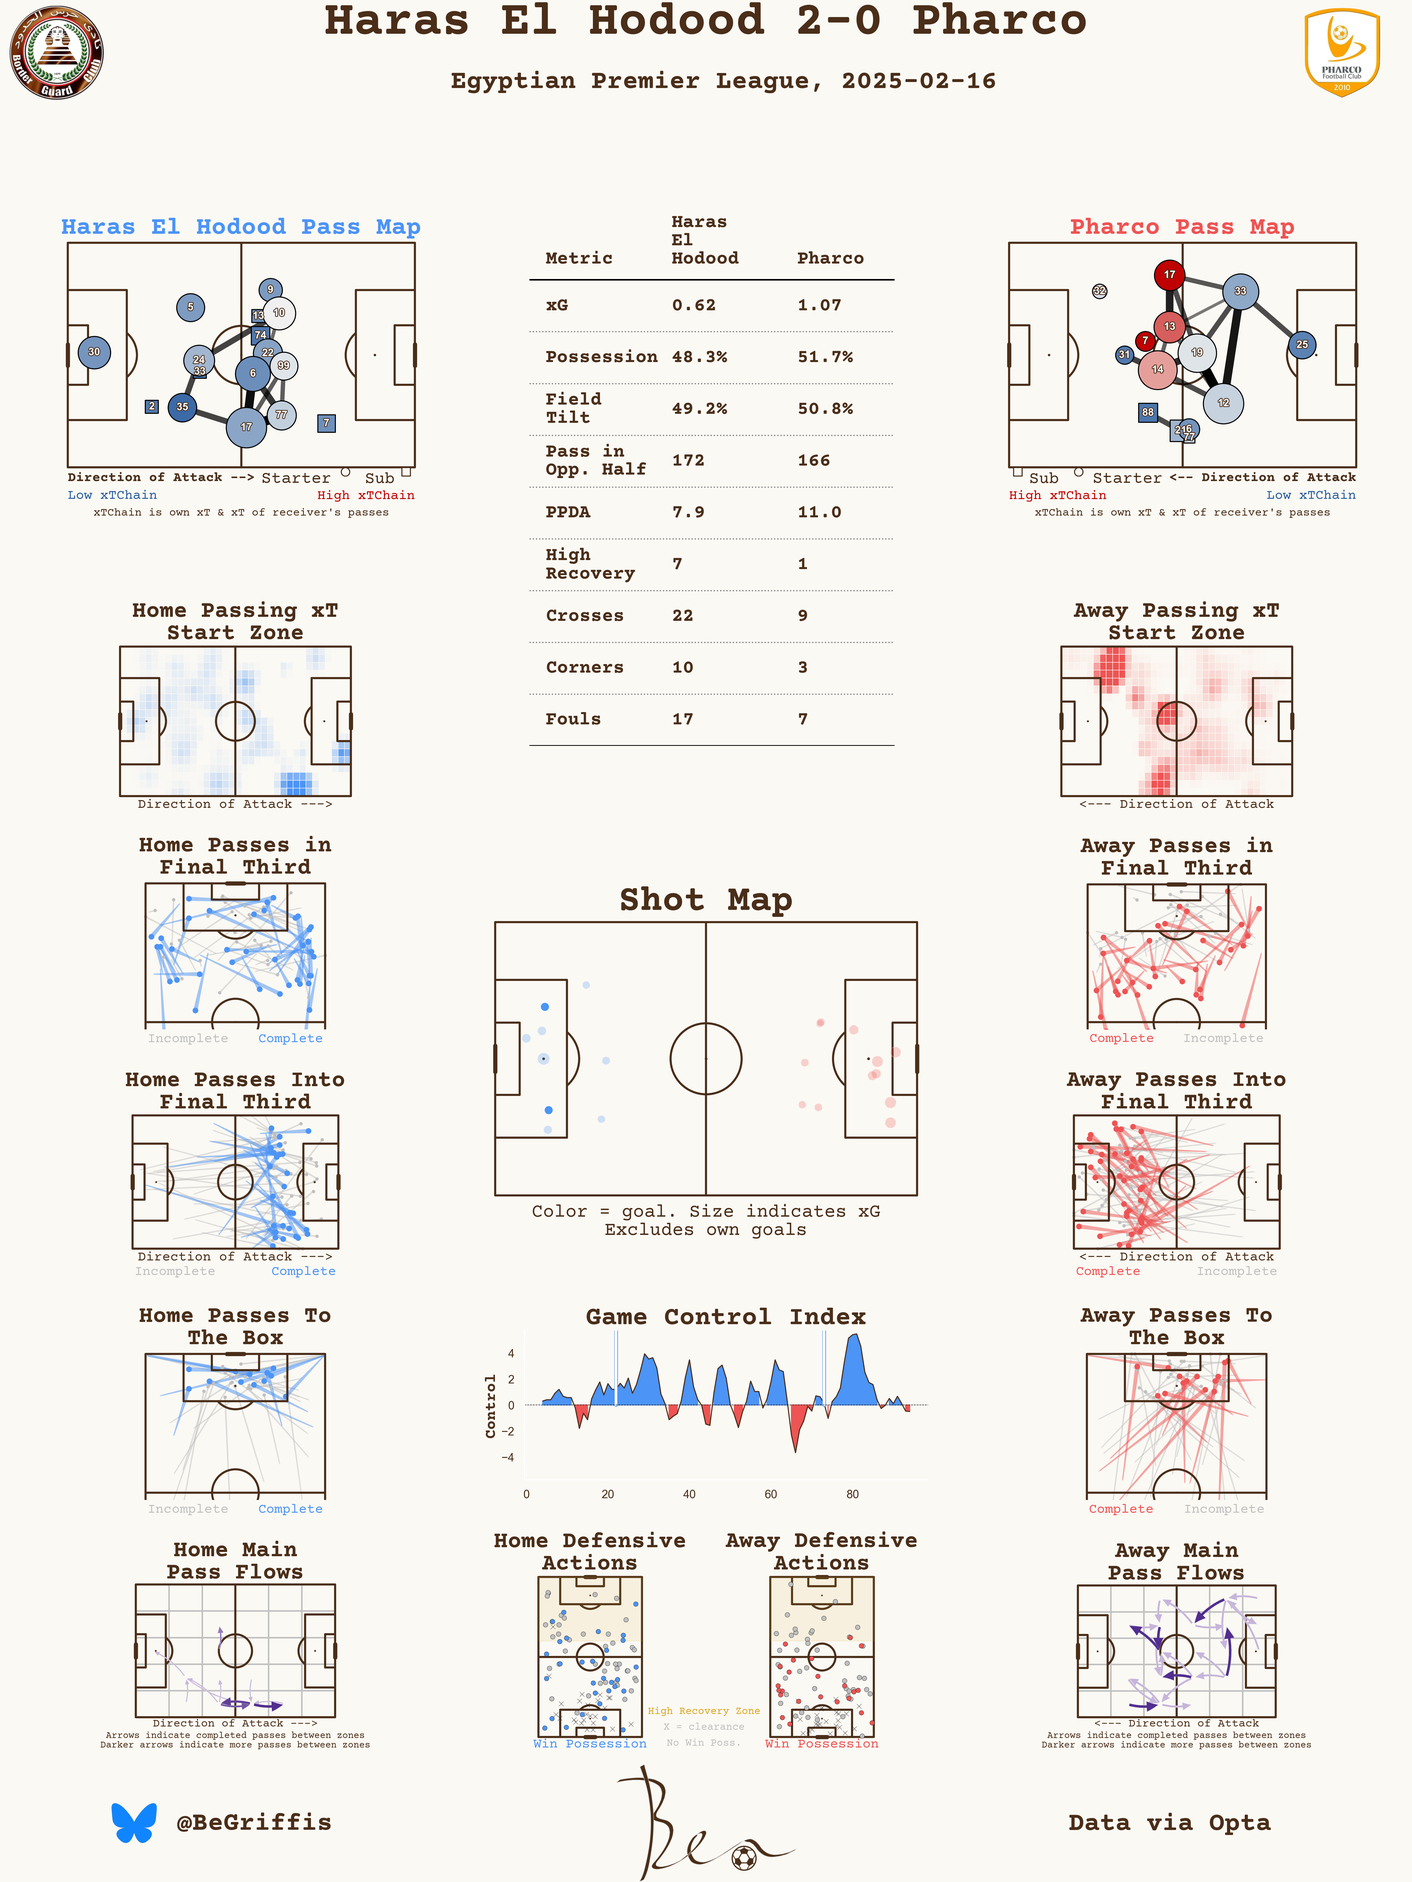 Haras El Hodood 2-0 Pharco
Egyptian Premier League, 2025-02-16
نادي حرس الحدود
Border Guard Club
PHARCO
Football Club
2010
Haras El Hodood Pass Map
30
5
9
13
10
74
22
24
33
99
6
2
35
17
77
7
Direction of Attack --> Starter Sub
Low xTChain High xTChain
xTChain is own xT & xT of receiver's passes
Metric Haras El Hodood Pharco
xG 0.62 1.07
Possession 48.3% 51.7%
Field Tilt 49.2% 50.8%
Pass in Opp. Half 172 166
PPDA 7.9 11.0
High Recovery 7 1
Crosses 22 9
Corners 10 3
Fouls 17 7
Pharco Pass Map
17
32
33
13
7
25
31
19
14
12
88
77
Sub Starter <-- Direction of Attack
High xTChain Low xTChain
xTChain is own xT & xT of receiver's passes
Home Passing xT
Start Zone
Direction of Attack --->
Away Passing xT
Start Zone
<--- Direction of Attack
Home Passes in
Final Third
Incomplete Complete
Away Passes in
Final Third
Complete Incomplete
Shot Map
Color = goal. Size indicates xG
Excludes own goals
Home Passes Into
Final Third
Direction of Attack --->
Incomplete Complete
Away Passes Into
Final Third
<--- Direction of Attack
Complete Incomplete
Home Passes To
The Box
Incomplete Complete
Game Control Index
Control
4
2
0
−2
−4
0 20 40 60 80
Away Passes To
The Box
Complete Incomplete
Home Main
Pass Flows
Direction of Attack --->
Arrows indicate completed passes between zones
Darker arrows indicate more passes between zones
Home Defensive
Actions
Win Possession
High Recovery Zone
X = clearance
No Win Poss.
Away Defensive
Actions
Win Possession
Away Main
Pass Flows
<--- Direction of Attack
Arrows indicate completed passes between zones
Darker arrows indicate more passes between zones
@BeGriffis
Ben
Data via Opta